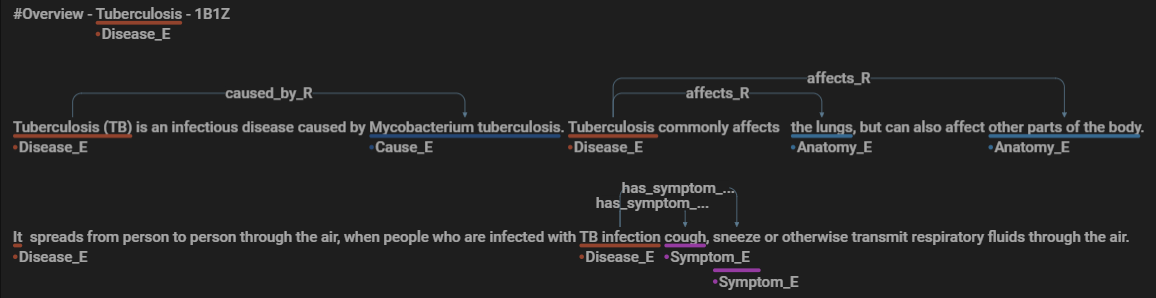 #Overview - Tuberculosis - 1B1Z
•Disease_E
affects_R
caused_by_R affects_R
Tuberculosis (TB) is an infectious disease caused by Mycobacterium tuberculosis. Tuberculosis commonly affects the lungs, but can also affect other parts of the body.
•Disease_E •Cause_E •Disease_E •Anatomy_E •Anatomy_E
has_symptom_...
has_symptom_...
It spreads from person to person through the air, when people who are infected with TB infection cough, sneeze or otherwise transmit respiratory fluids through the air.
•Disease_E •Disease_E •Symptom_E
•Symptom_E